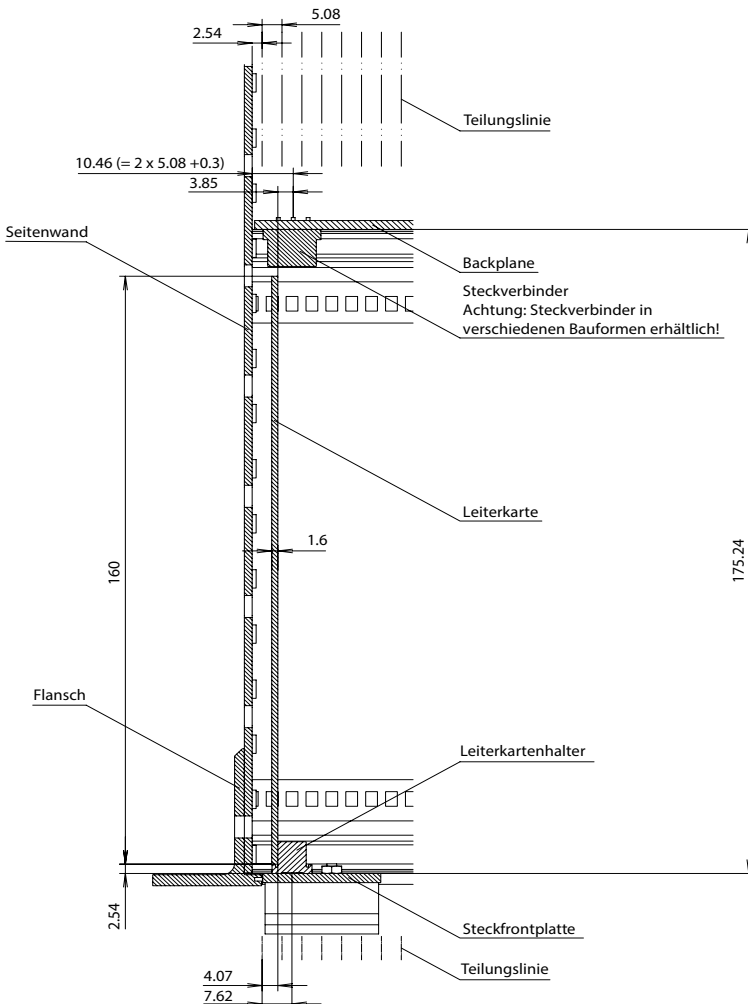 5.08
2.54
Teilungslinie
10.46 (= 2 x 5.08 +0.3)
3.85
Seitenwand
Backplane
Steckverbinder
Achtung: Steckverbinder in
verschiedenen Bauformen erhältlich!
Leiterkarte
1.6
160
175.24
Flansch
Leiterkartenhalter
2.54
Steckfrontplatte
4.07
Teilungslinie
7.62